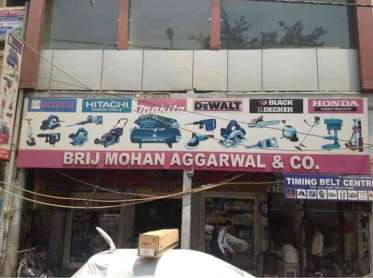 BOSCH HITACHI makita DEWALT BLACK & DECKER HONDA
BRIJ MOHAN AGGARWAL & CO.
TIMING BELT CENTRE